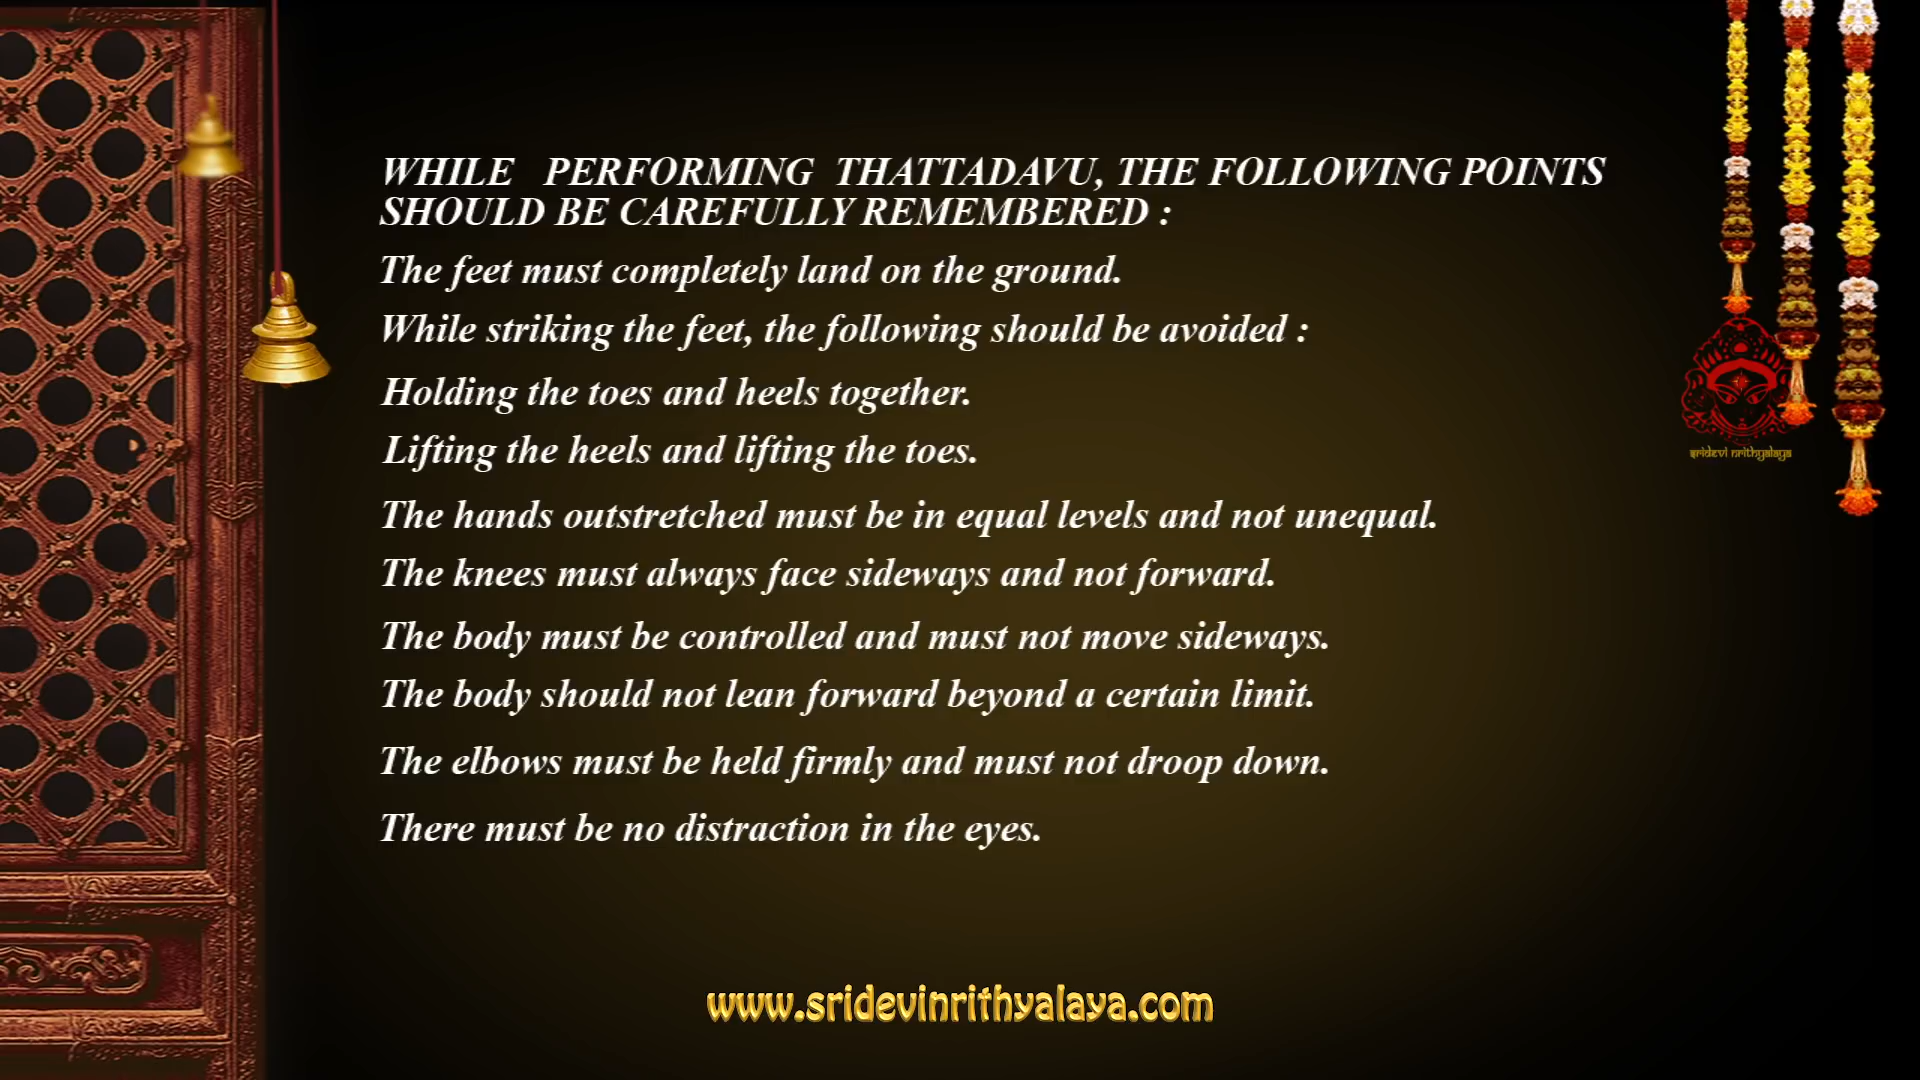 WHILE PERFORMING THATTADAVU, THE FOLLOWING POINTS
SHOULD BE CAREFULLY REMEMBERED :
The feet must completely land on the ground.
While striking the feet, the following should be avoided :
Holding the toes and heels together.
Lifting the heels and lifting the toes.
The hands outstretched must be in equal levels and not unequal.
The knees must always face sideways and not forward.
The body must be controlled and must not move sideways.
The body should not lean forward beyond a certain limit.
The elbows must be held firmly and must not droop down.
There must be no distraction in the eyes.
sridevi nrithyalaya
www.sridevinrithyalaya.com